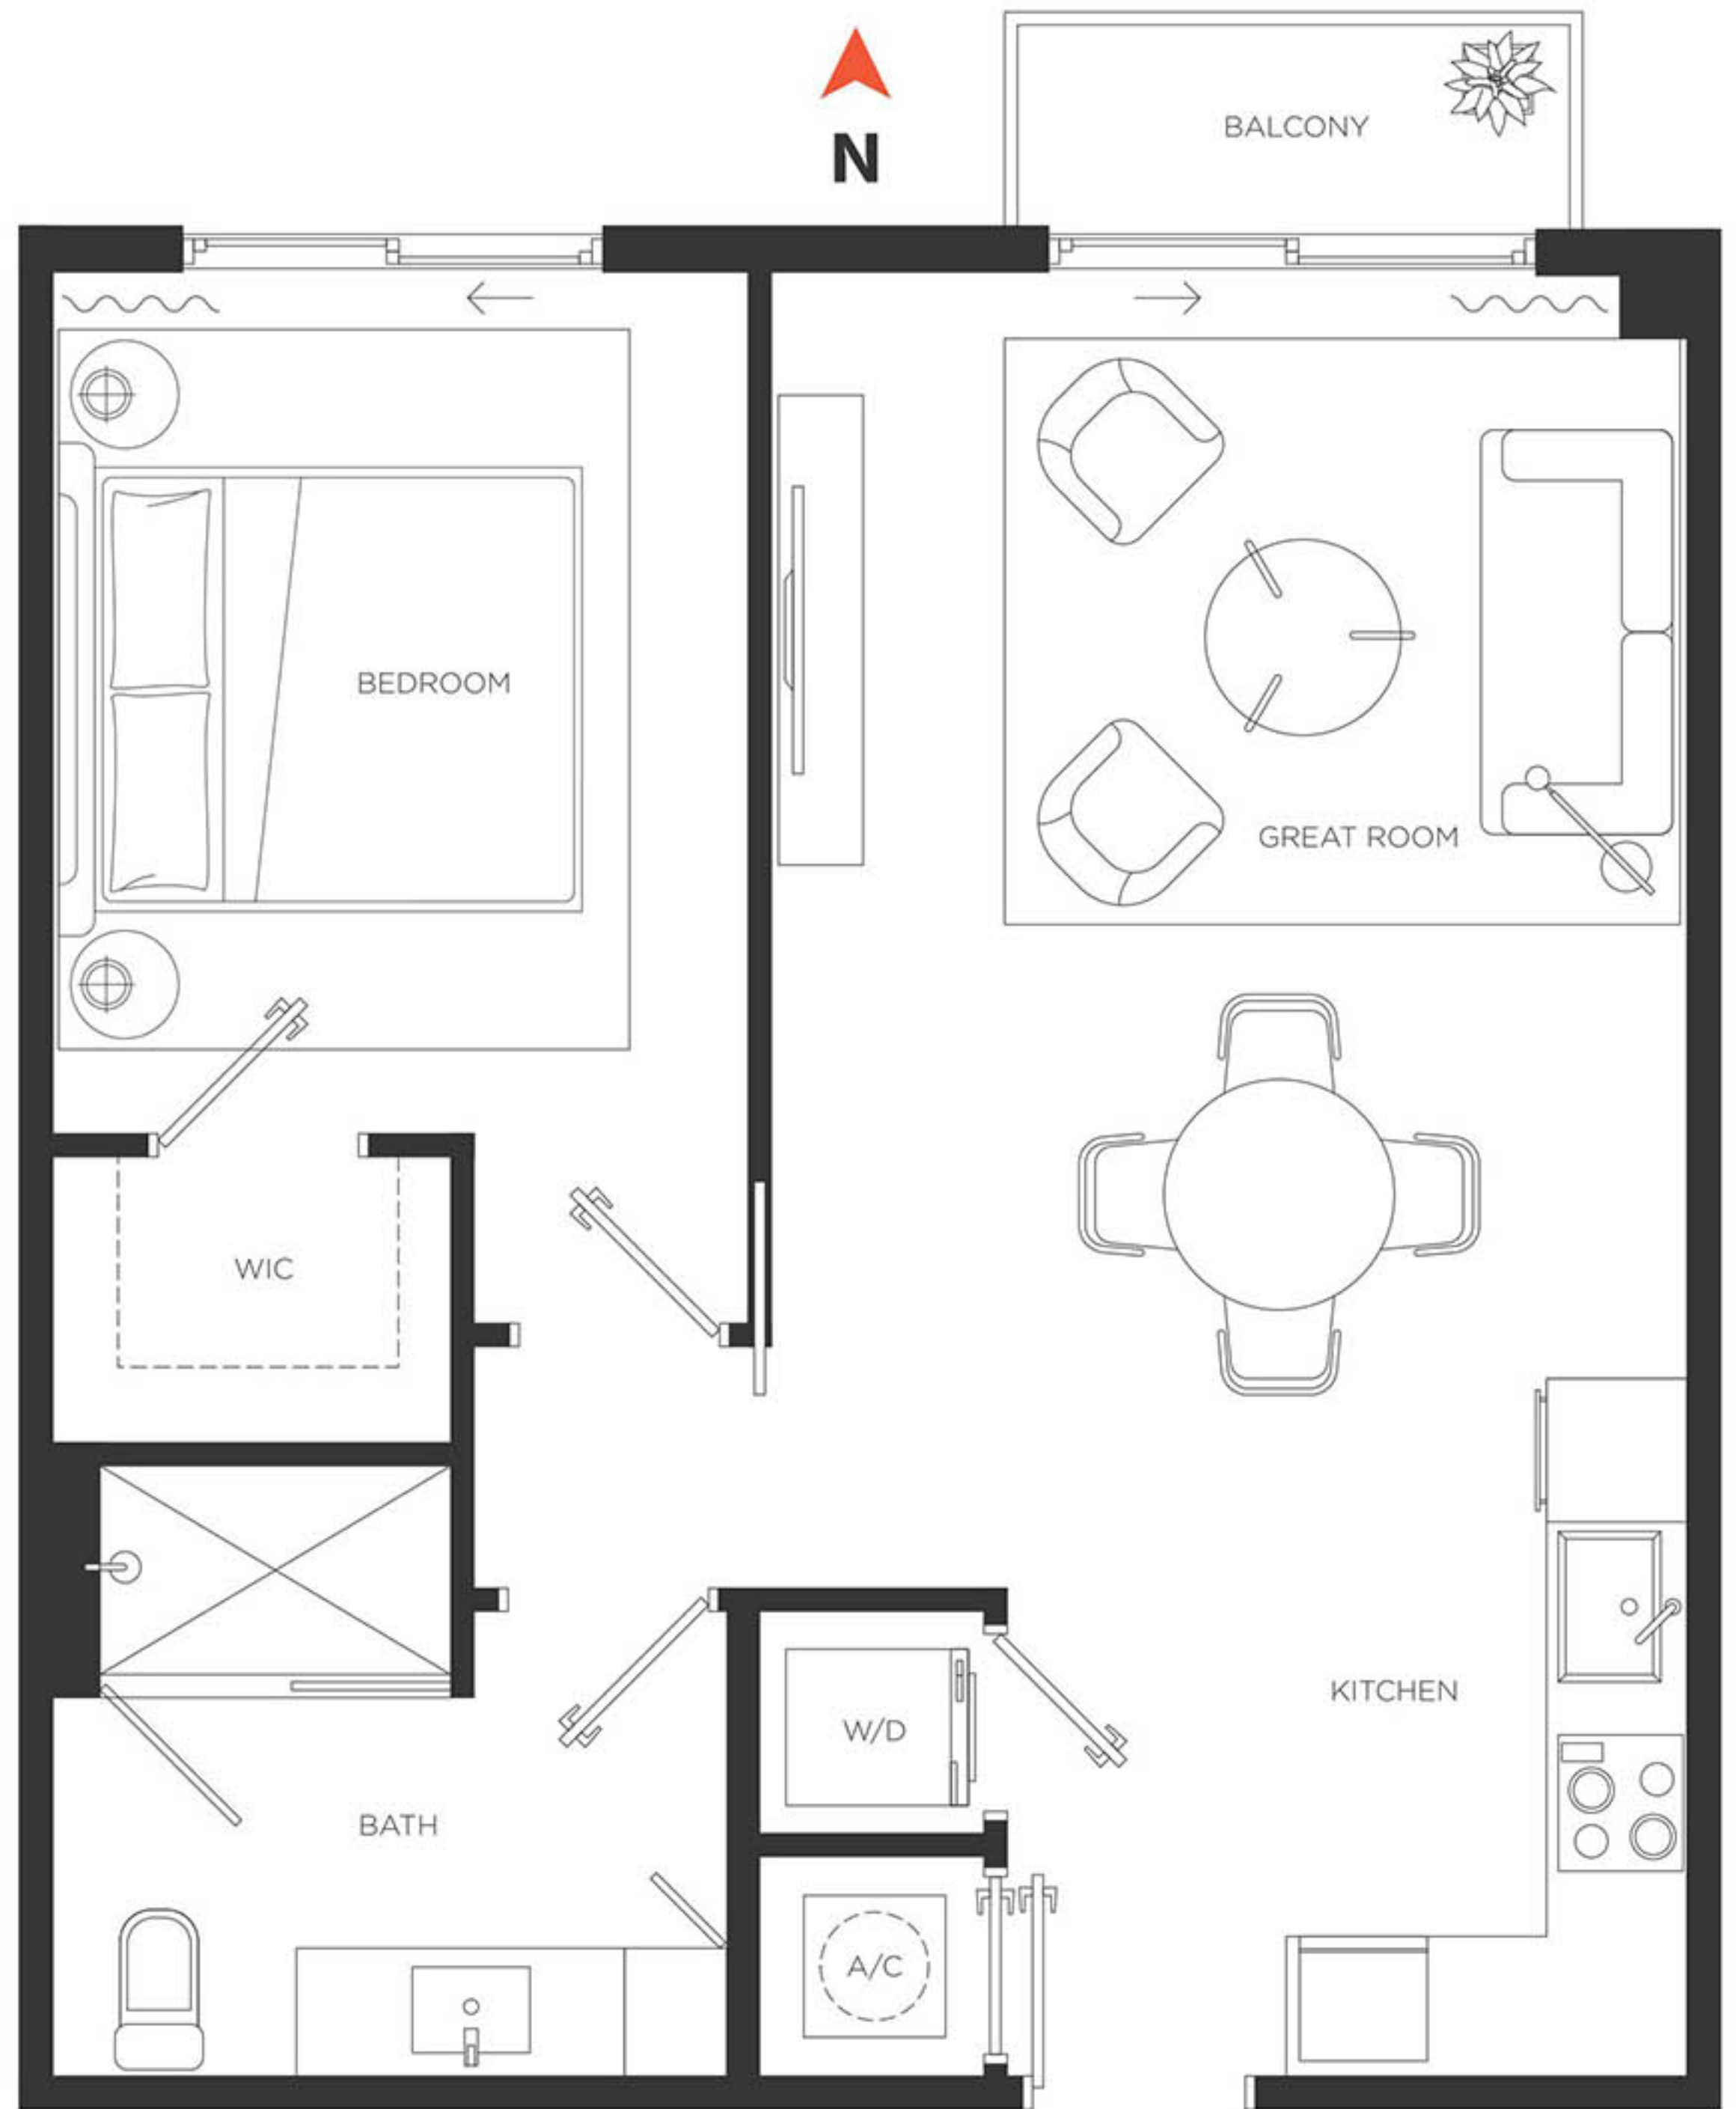 BALCONY
N
BEDROOM
GREAT ROOM
WIC
KITCHEN
W/D
BATH
A/C